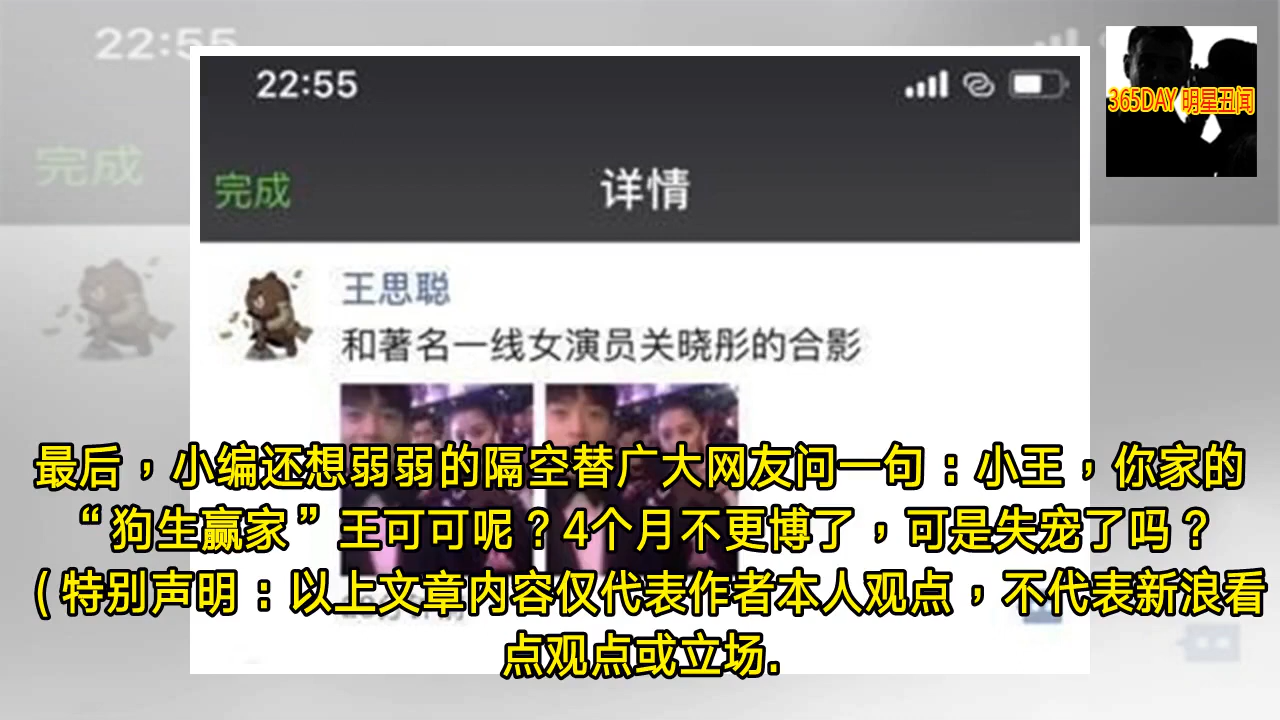 22:55
22:55
365DAY 明星丑闻
完成
完成
详情
王思聪
和著名一线女演员关晓彤的合影
最后，小编还想弱弱的隔空替广大网友问一句：小王，你家的
“狗生赢家”王可可呢？4个月不更博了，可是失宠了吗？
(特别声明：以上文章内容仅代表作者本人观点，不代表新浪看
点观点或立场.